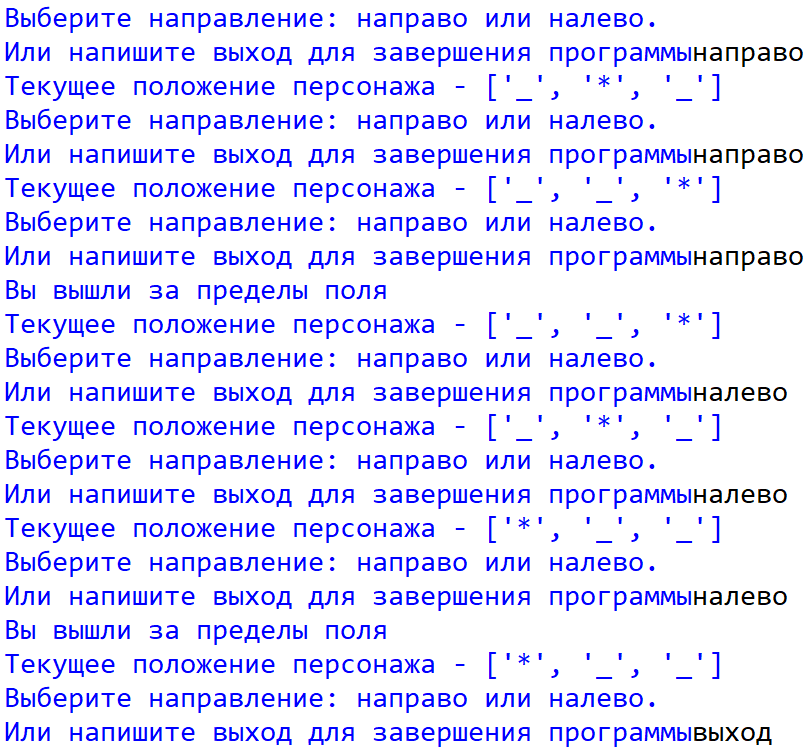 Выберите направление: направо или налево.
Или напишите выход для завершения программынаправо
Текущее положение персонажа - ['_', '*', '_']
Выберите направление: направо или налево.
Или напишите выход для завершения программынаправо
Текущее положение персонажа - ['_', '_', '*']
Выберите направление: направо или налево.
Или напишите выход для завершения программынаправо
Вы вышли за пределы поля
Текущее положение персонажа - ['_', '_', '*']
Выберите направление: направо или налево.
Или напишите выход для завершения программыналево
Текущее положение персонажа - ['_', '*', '_']
Выберите направление: направо или налево.
Или напишите выход для завершения программыналево
Текущее положение персонажа - ['*', '_', '_']
Выберите направление: направо или налево.
Или напишите выход для завершения программыналево
Вы вышли за пределы поля
Текущее положение персонажа - ['*', '_', '_']
Выберите направление: направо или налево.
Или напишите выход для завершения программывыход